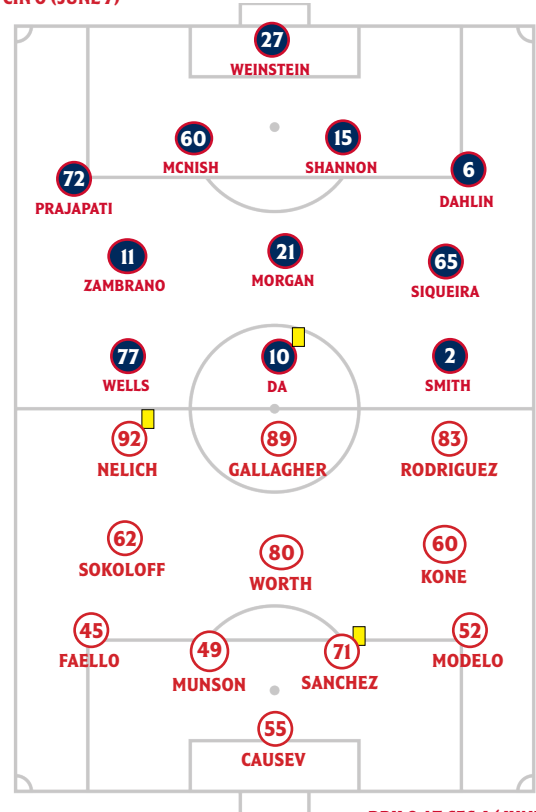 27
WEINSTEIN
60
MCNISH
15
SHANNON
6
DAHLIN
72
PRAJAPATI
11
ZAMBRANO
21
MORGAN
65
SIQUEIRA
77
WELLS
10
DA
2
SMITH
92
NELICH
89
GALLAGHER
83
RODRIGUEZ
62
SOKOLOFF
80
WORTH
60
KONE
45
FAELLO
49
MUNSON
71
SANCHEZ
52
MODELO
55
CAUSEV